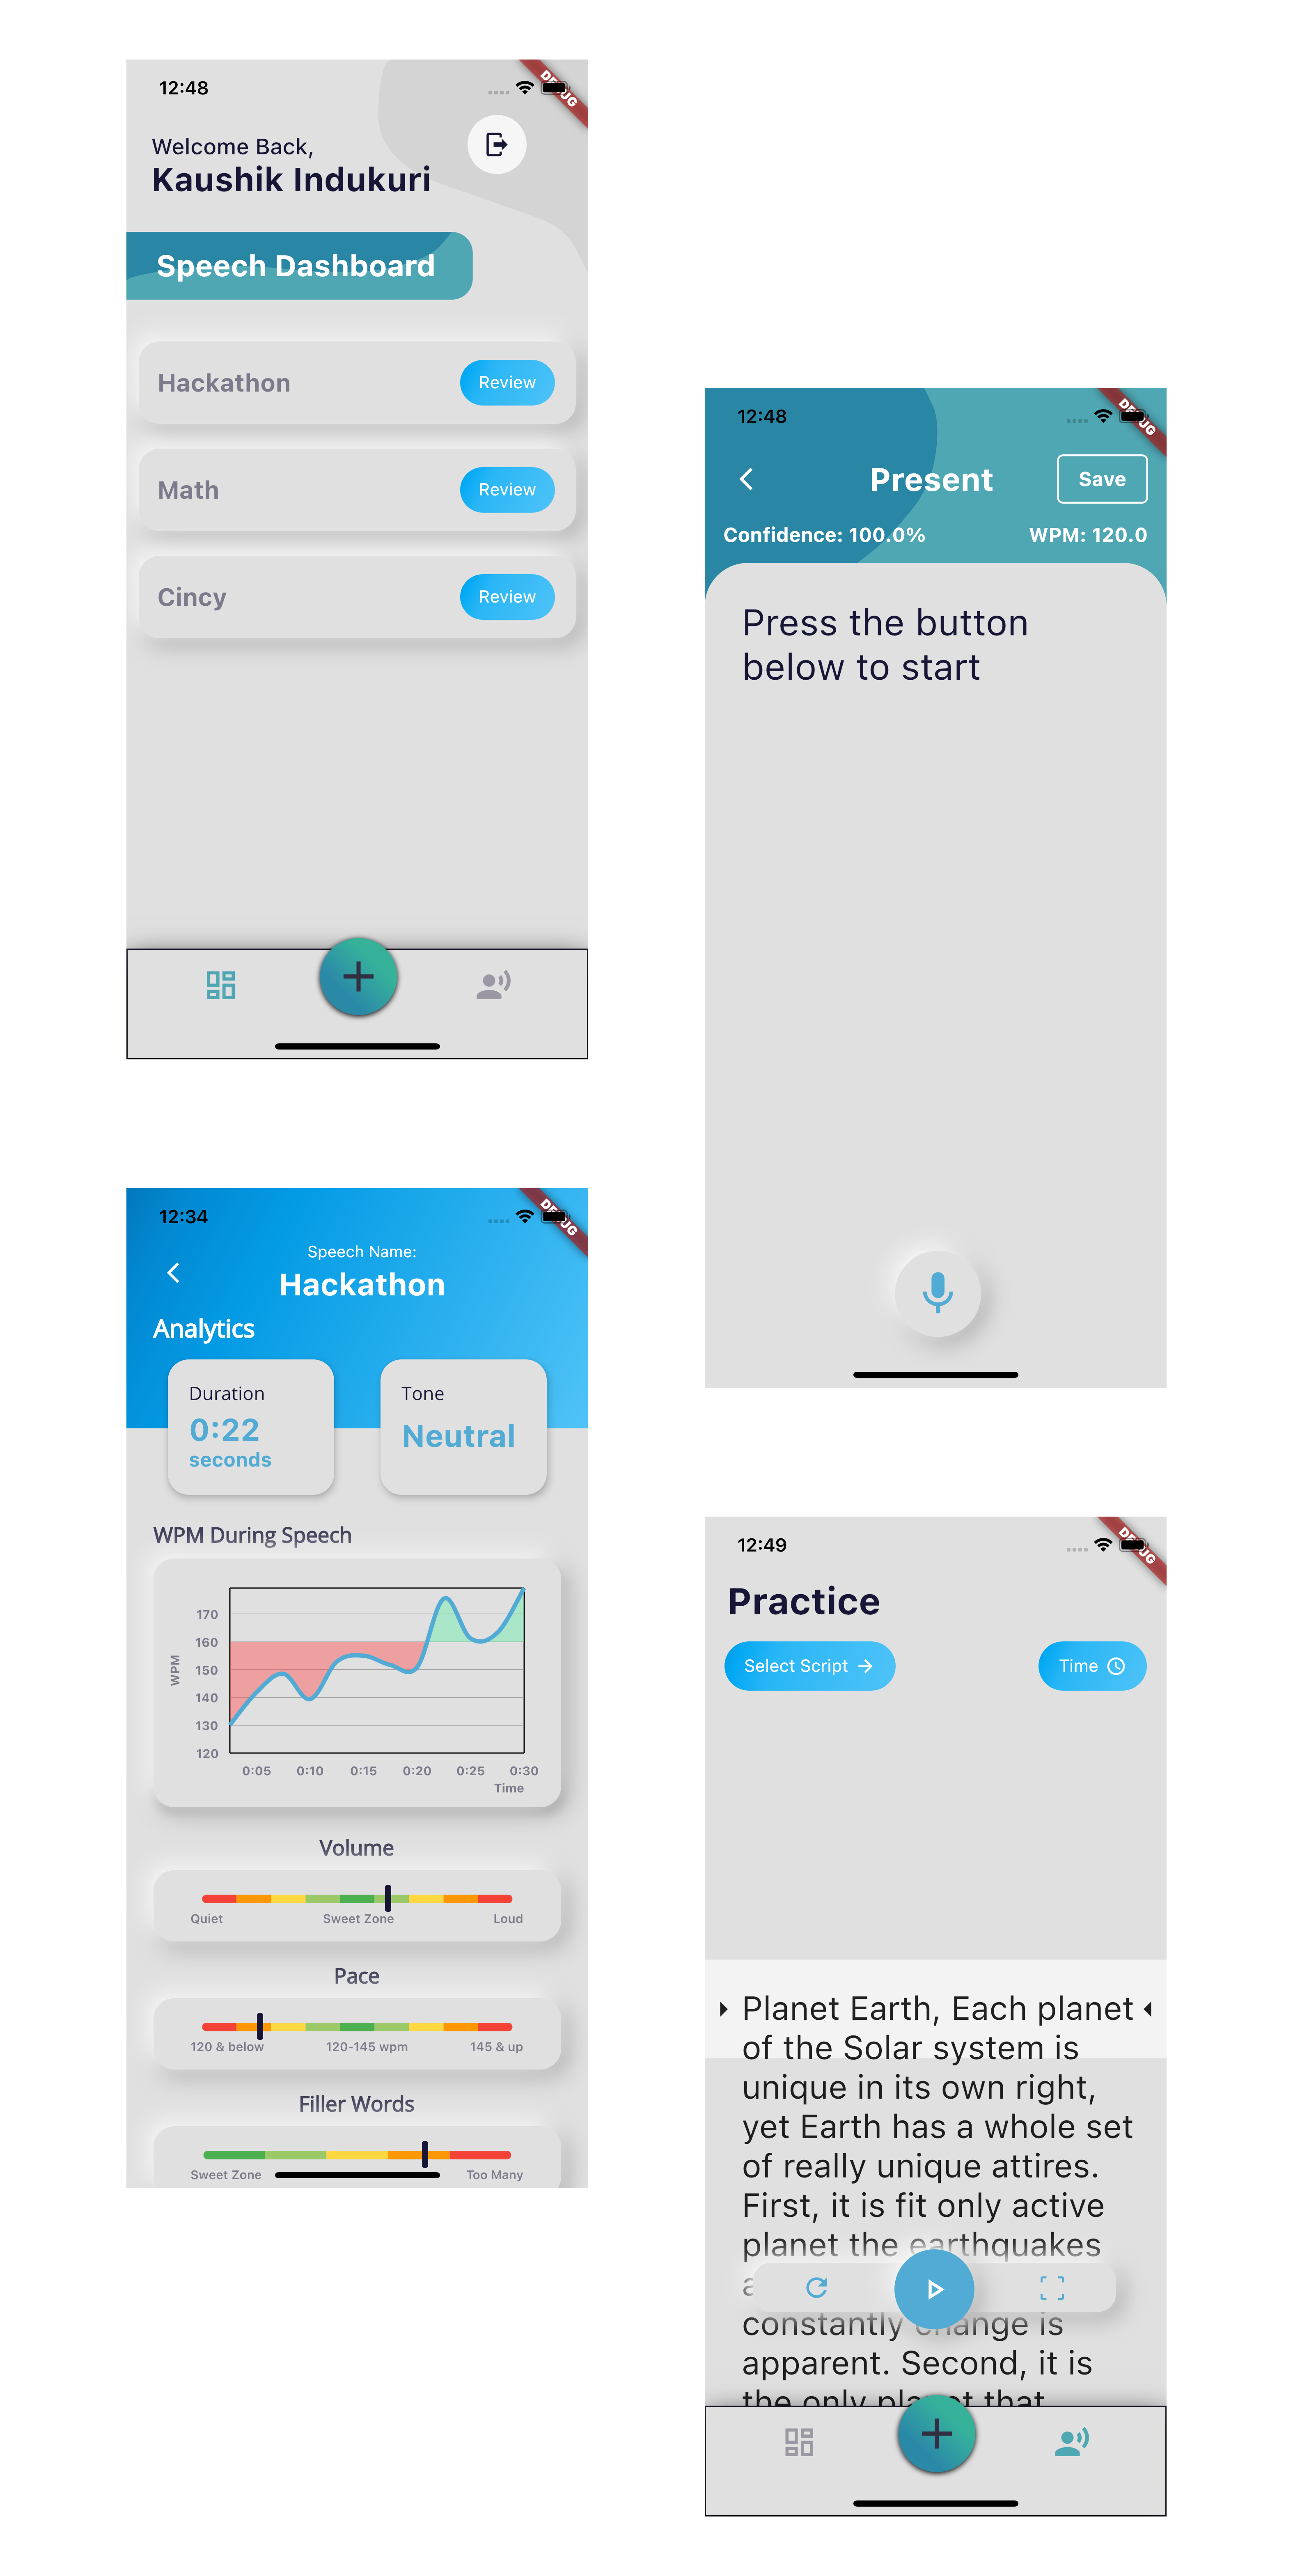 12:48
DEBUG
Welcome Back,
Kaushik Indukuri
Speech Dashboard
Hackathon
Review
Math
Review
Cincy
Review
12:48
DEBUG
Present
Save
Confidence: 100.0%
WPM: 120.0
Press the button
below to start
12:34
DEBUG
Speech Name:
Hackathon
Analytics
Duration
0:22
seconds
Tone
Neutral
WPM During Speech
170
160
150
140
130
120
WPM
0:05 0:10 0:15 0:20 0:25 0:30
Time
Volume
Quiet Sweet Zone Loud
Pace
120 & below 120-145 wpm 145 & up
Filler Words
Sweet Zone Too Many
12:49
DEBUG
Practice
Select Script
Time
Planet Earth, Each planet
of the Solar system is
unique in its own right,
yet Earth has a whole set
of really unique attires.
First, it is fit only active
planet the earthquakes
constantly change is
apparent. Second, it is
the only planet that